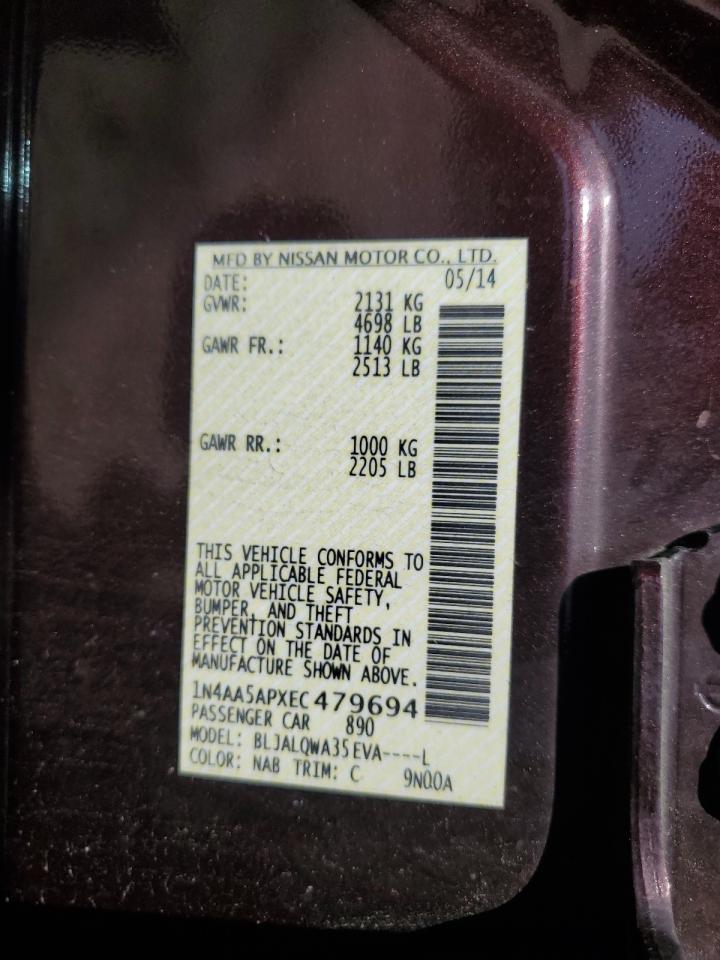 MFD BY NISSAN MOTOR CO., LTD.
DATE: 05/14
GVWR: 2131 KG
4698 LB
GAWR FR.: 1140 KG
2513 LB
GAWR RR.: 1000 KG
2205 LB
THIS VEHICLE CONFORMS TO
ALL APPLICABLE FEDERAL
MOTOR VEHICLE SAFETY,
BUMPER, AND THEFT
PREVENTION STANDARDS IN
EFFECT ON THE DATE OF
MANUFACTURE SHOWN ABOVE.
1N4AA5APXEC479694
PASSENGER CAR 890
MODEL: BLJALQWA35EVA----L
COLOR: NAB TRIM: C 9N00A